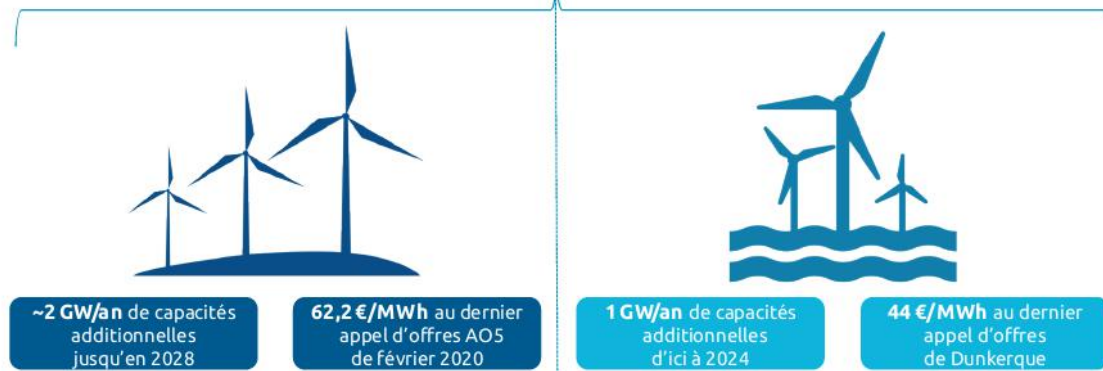 ~2 GW/an de capacités
additionnelles
jusqu'en 2028
62,2 €/MWh au dernier
appel d'offres AO5
de février 2020
1 GW/an de capacités
additionnelles
d'ici à 2024
44 €/MWh au dernier
appel d'offres
de Dunkerque